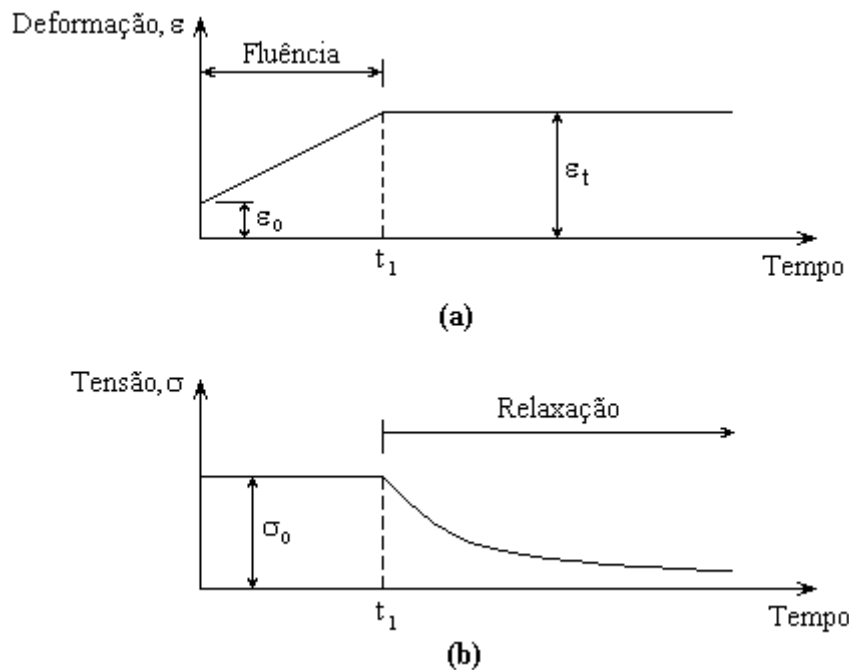 Deformação, ε
Fluência
ε₀
εt
t₁
Tempo
(a)
Tensão, σ
Relaxação
σ₀
t₁
Tempo
(b)